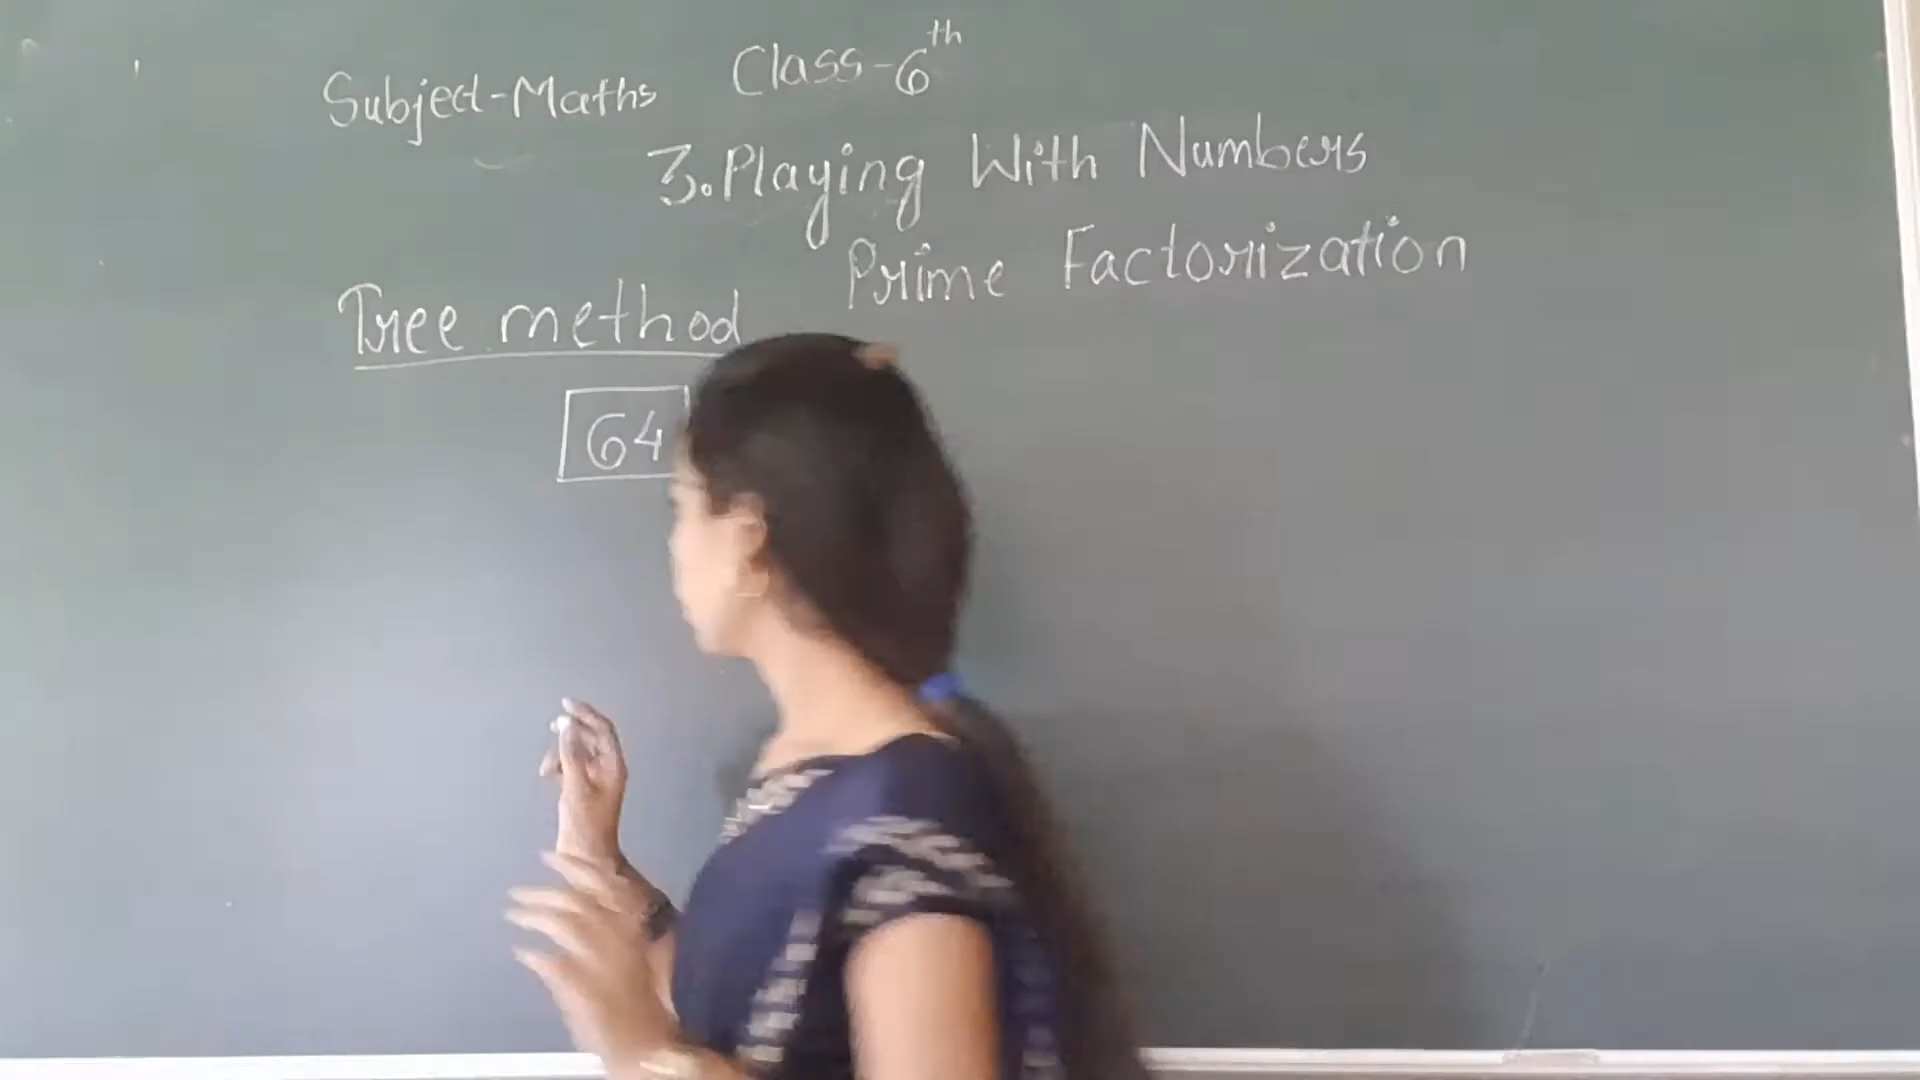 Subject-Maths Class-6th
3. Playing With Numbers
Prime Factorization
Tree method
64